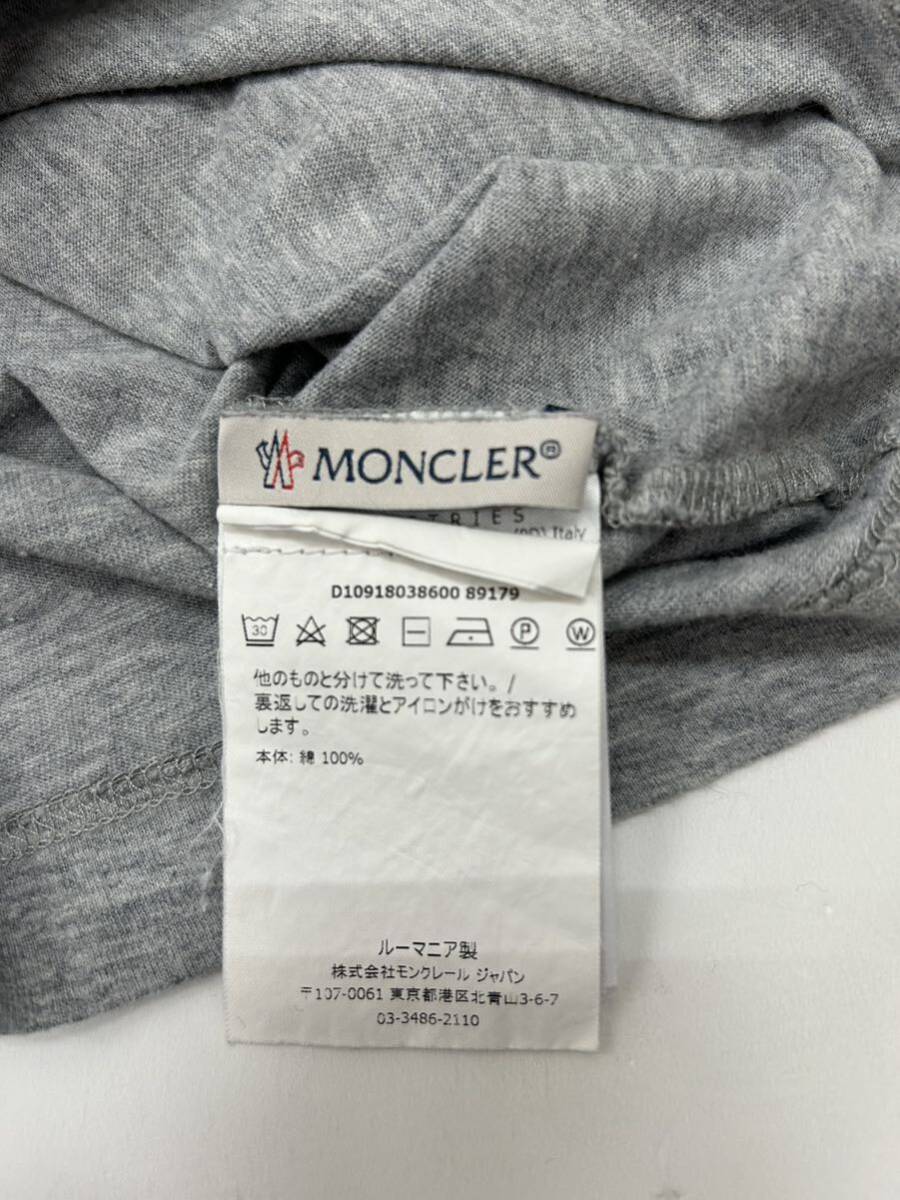 MONCLER®
TRIES
Italy
D10918038600 89179
30
P
W
他のものと分けて洗って下さい。/
裏返しての洗濯とアイロンがけをおすすめ
します。
本体: 綿 100%
ルーマニア製
株式会社モンクレール ジャパン
〒107-0061 東京都港区北青山3-6-7
03-3486-2110